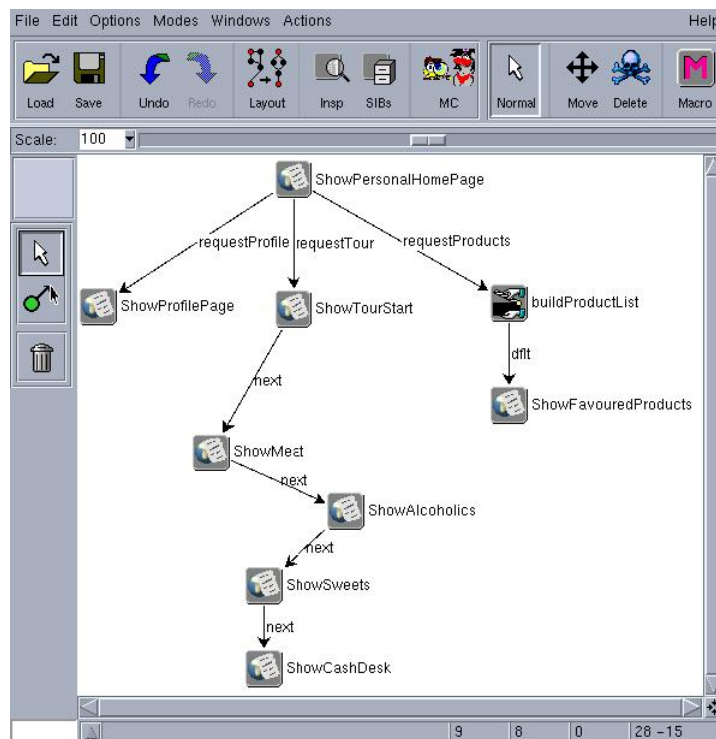 File Edit Options Modes Windows Actions Help
Load Save Undo Redo Layout Insp SIBs MC Normal Move Delete Macro
Scale: 100
ShowPersonalHomePage
requestProfile requestTour requestProducts
ShowProfilePage ShowTourStart buildProductList
dflt
next ShowFavouredProducts
ShowMeat
next
ShowAlcoholics
next
ShowSweets
next
ShowCashDesk
9 8 0 28 -15